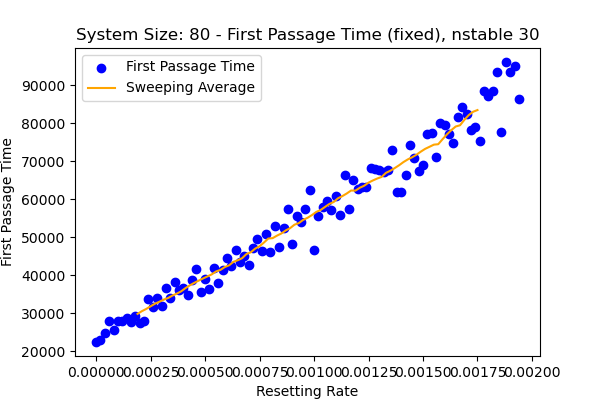 System Size: 80 - First Passage Time (fixed), nstable 30
First Passage Time
Sweeping Average
90000
80000
70000
60000
50000
40000
30000
20000
First Passage Time
0.00000 0.00025 0.00050 0.00075 0.00100 0.00125 0.00150 0.00175 0.00200
Resetting Rate